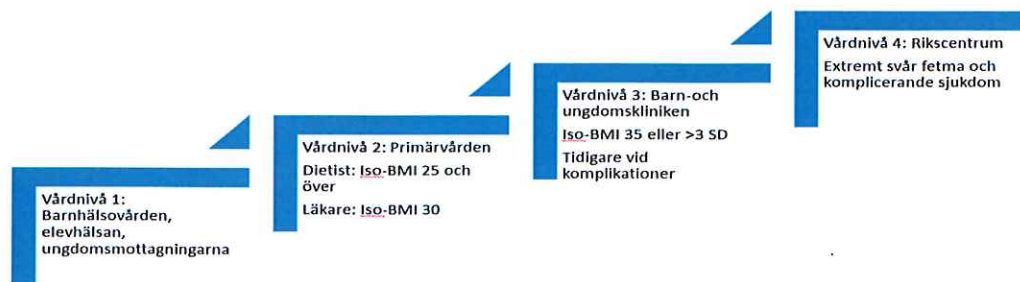 Vårdnivå 1:
Barnhälsovården,
elevhälsan,
ungdomsmottagningarna
Vårdnivå 2: Primärvården
Dietist: Iso-BMI 25 och
över
Läkare: Iso-BMI 30
Vårdnivå 3: Barn-och
ungdomskliniken
Iso-BMI 35 eller >3 SD
Tidigare vid
komplikationer
Vårdnivå 4: Rikscentrum
Extremt svår fetma och
komplicerande sjukdom